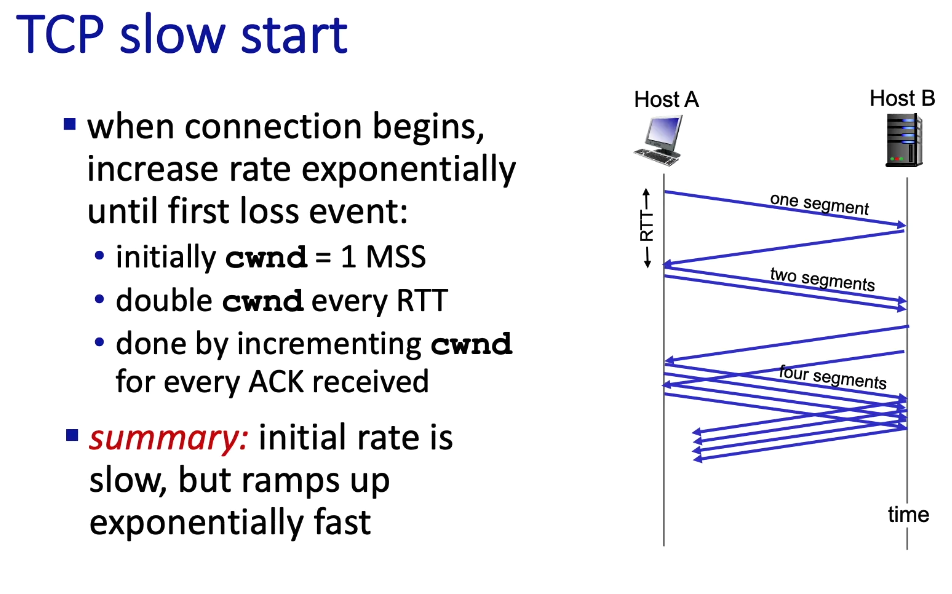 TCP slow start
when connection begins,
increase rate exponentially
until first loss event:
initially cwnd = 1 MSS
double cwnd every RTT
done by incrementing cwnd
for every ACK received
summary: initial rate is
slow, but ramps up
exponentially fast
Host A
Host B
RTT
one segment
two segments
four segments
time